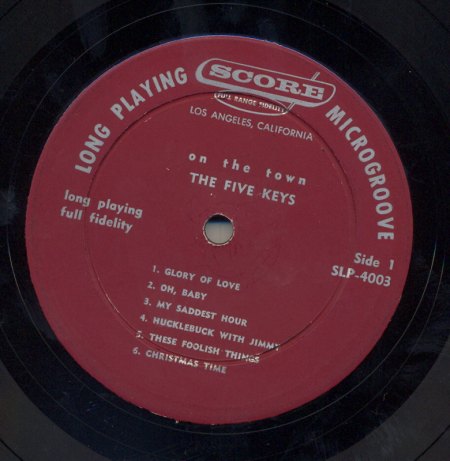 LONG PLAYING
SCORE
MICROGROOVE
FULL RANGE FIDELITY
LOS ANGELES, CALIFORNIA
on the town
THE FIVE KEYS
long playing
full fidelity
Side 1
SLP-4003
1. GLORY OF LOVE
2. OH, BABY
3. MY SADDEST HOUR
4. HUCKLEBUCK WITH JIMMY
5. THESE FOOLISH THINGS
6. CHRISTMAS TIME